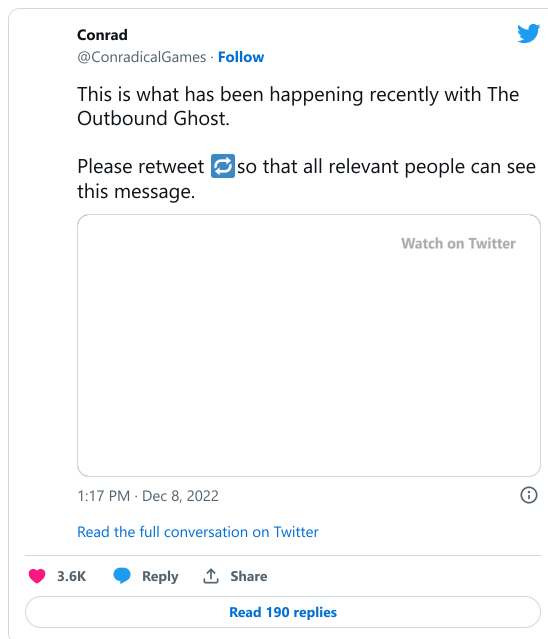 Conrad
@ConradicalGames · Follow
This is what has been happening recently with The
Outbound Ghost.
Please retweet 🔁so that all relevant people can see
this message.
Watch on Twitter
1:17 PM · Dec 8, 2022
Read the full conversation on Twitter
3.6K Reply Share
Read 190 replies